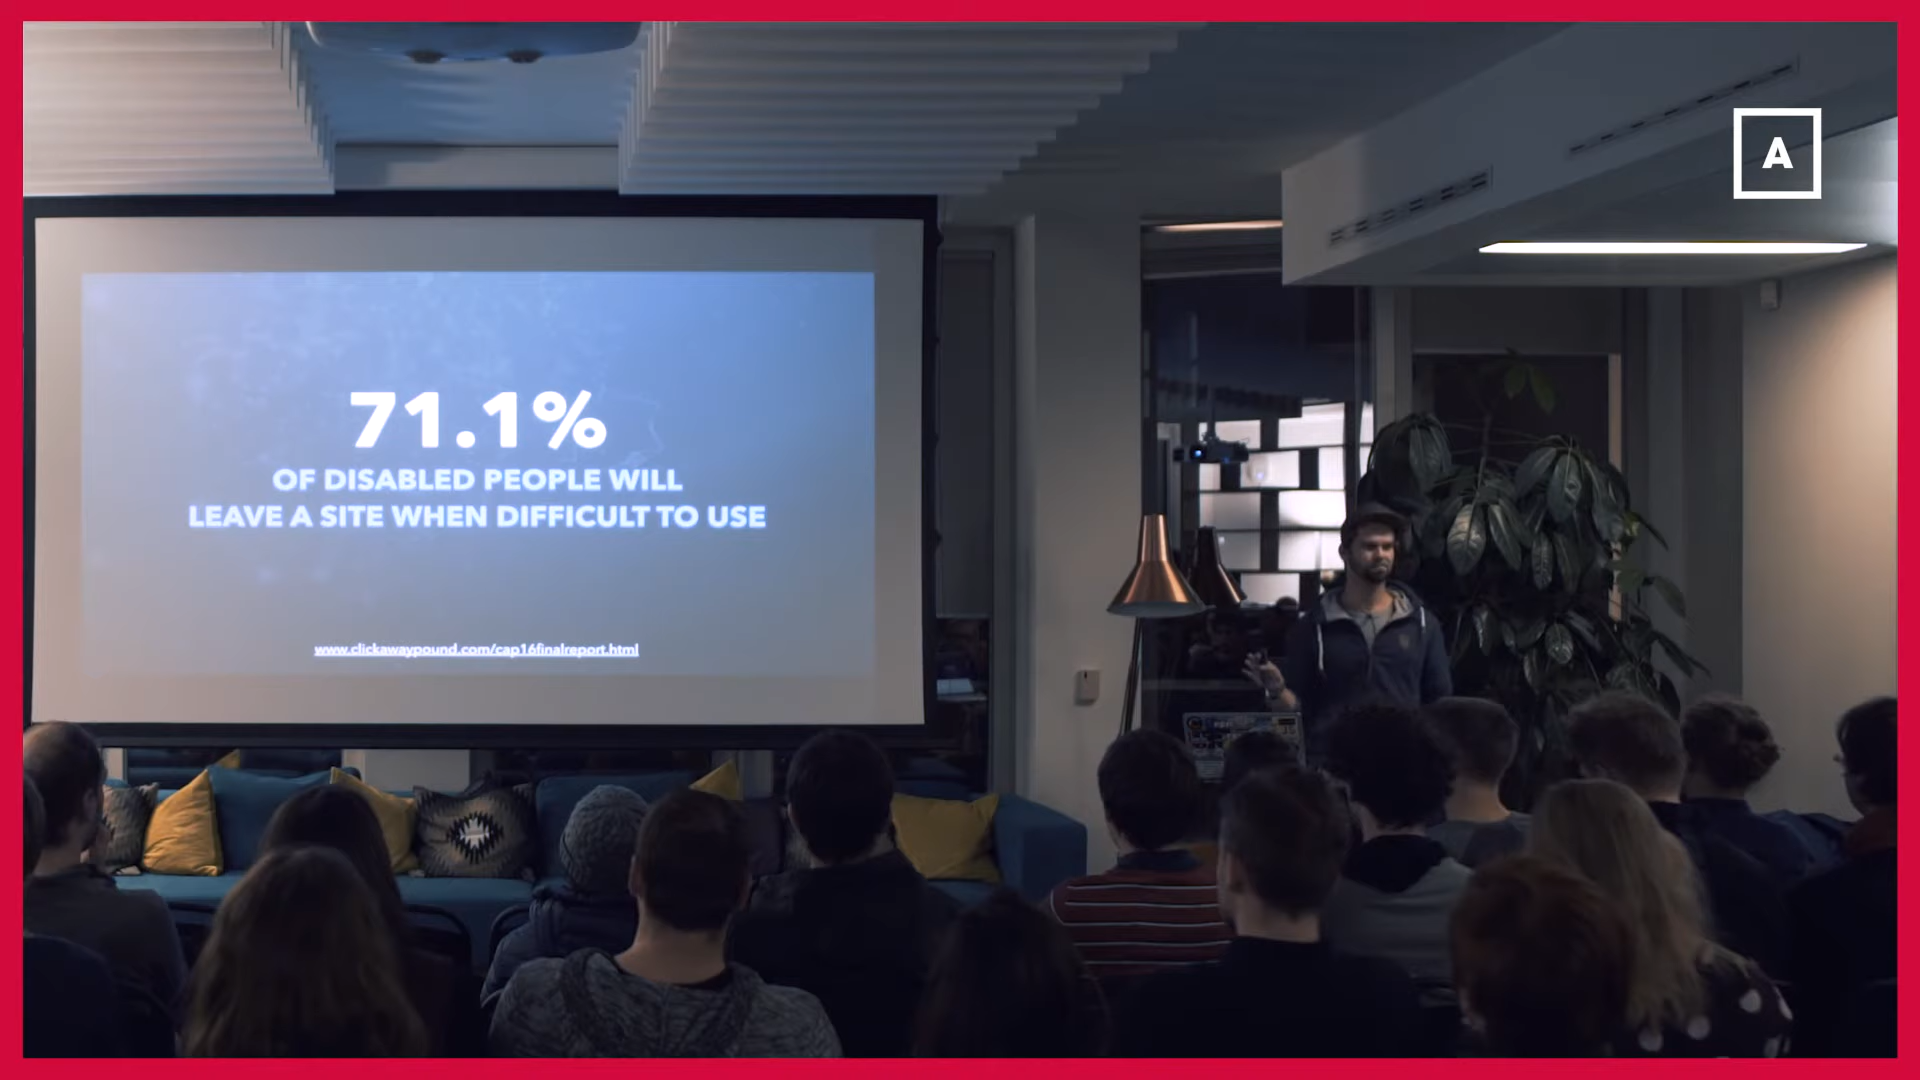 A
71.1%
OF DISABLED PEOPLE WILL
LEAVE A SITE WHEN DIFFICULT TO USE
www.clickawaypound.com/cap16finalreport.html